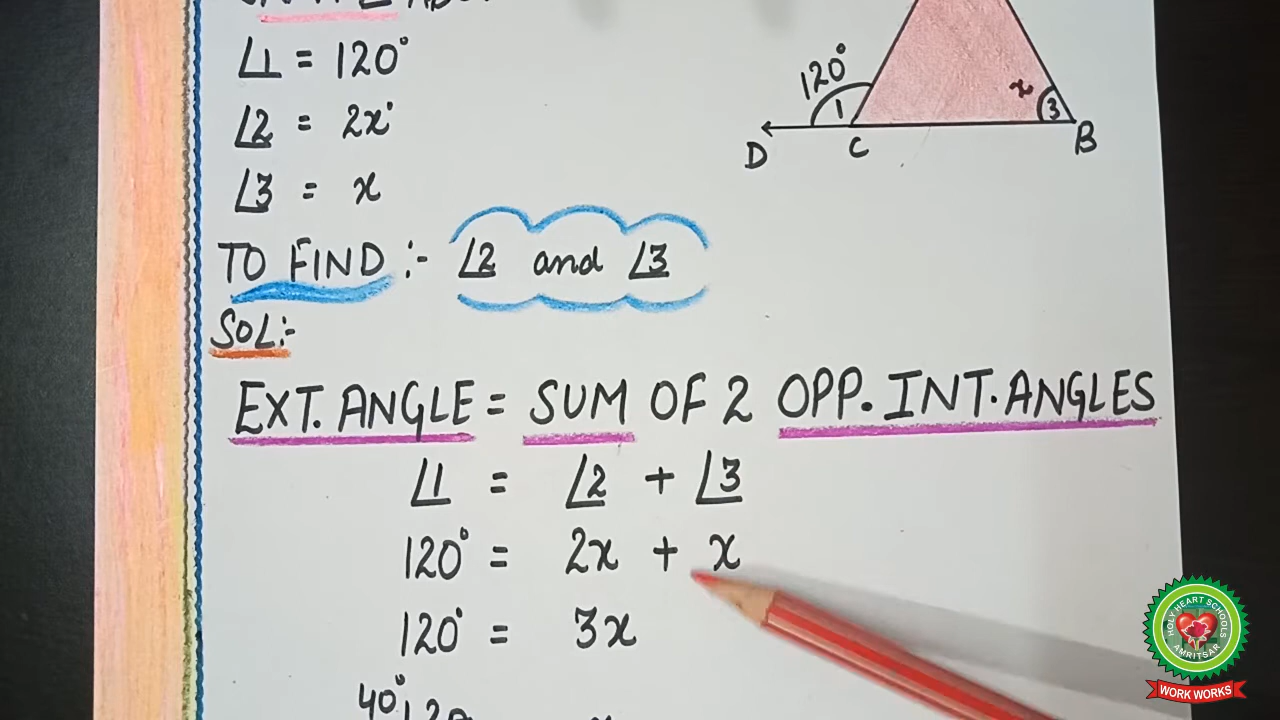 ∠1 = 120°
∠2 = 2x°
∠3 = x
TO FIND :- ∠2 and ∠3
SOL:-
EXT. ANGLE = SUM OF 2 OPP. INT. ANGLES
∠1 = ∠2 + ∠3
120° = 2x + x
120° = 3x
40°
120°
1
x
3
D
C
B
HOLY HEART SCHOOLS
AMRITSAR
WORK WORKS